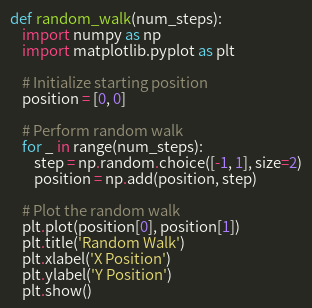 def random_walk(num_steps):
    import numpy as np
    import matplotlib.pyplot as plt

    # Initialize starting position
    position = [0, 0]

    # Perform random walk
    for _ in range(num_steps):
        step = np.random.choice([-1, 1], size=2)
        position = np.add(position, step)

    # Plot the random walk
    plt.plot(position[0], position[1])
    plt.title('Random Walk')
    plt.xlabel('X Position')
    plt.ylabel('Y Position')
    plt.show()